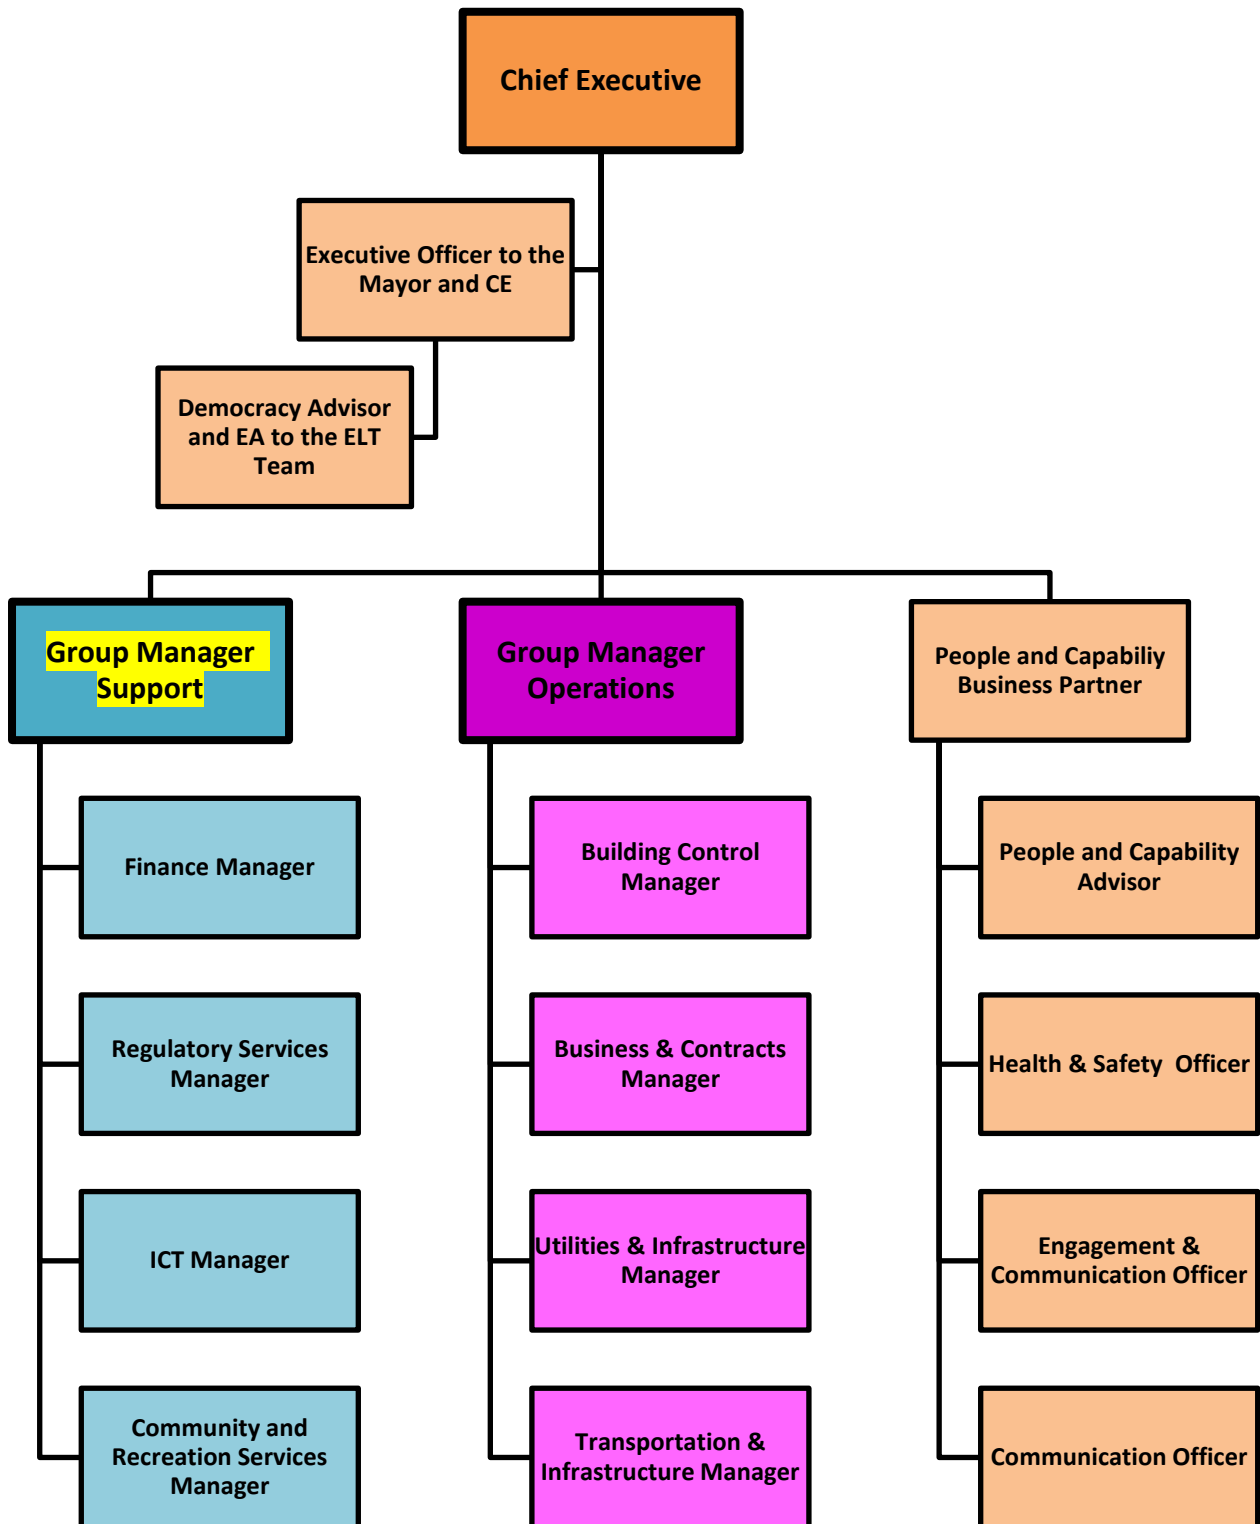 Chief Executive
Executive Officer to the
Mayor and CE
Democracy Advisor
and EA to the ELT
Team
Group Manager
Support
Group Manager
Operations
People and Capabiliy
Business Partner
Finance Manager
Building Control
Manager
People and Capability
Advisor
Regulatory Services
Manager
Business & Contracts
Manager
Health & Safety  Officer
ICT Manager
Utilities & Infrastructure
Manager
Engagement &
Communication Officer
Community and
Recreation Services
Manager
Transportation &
Infrastructure Manager
Communication Officer